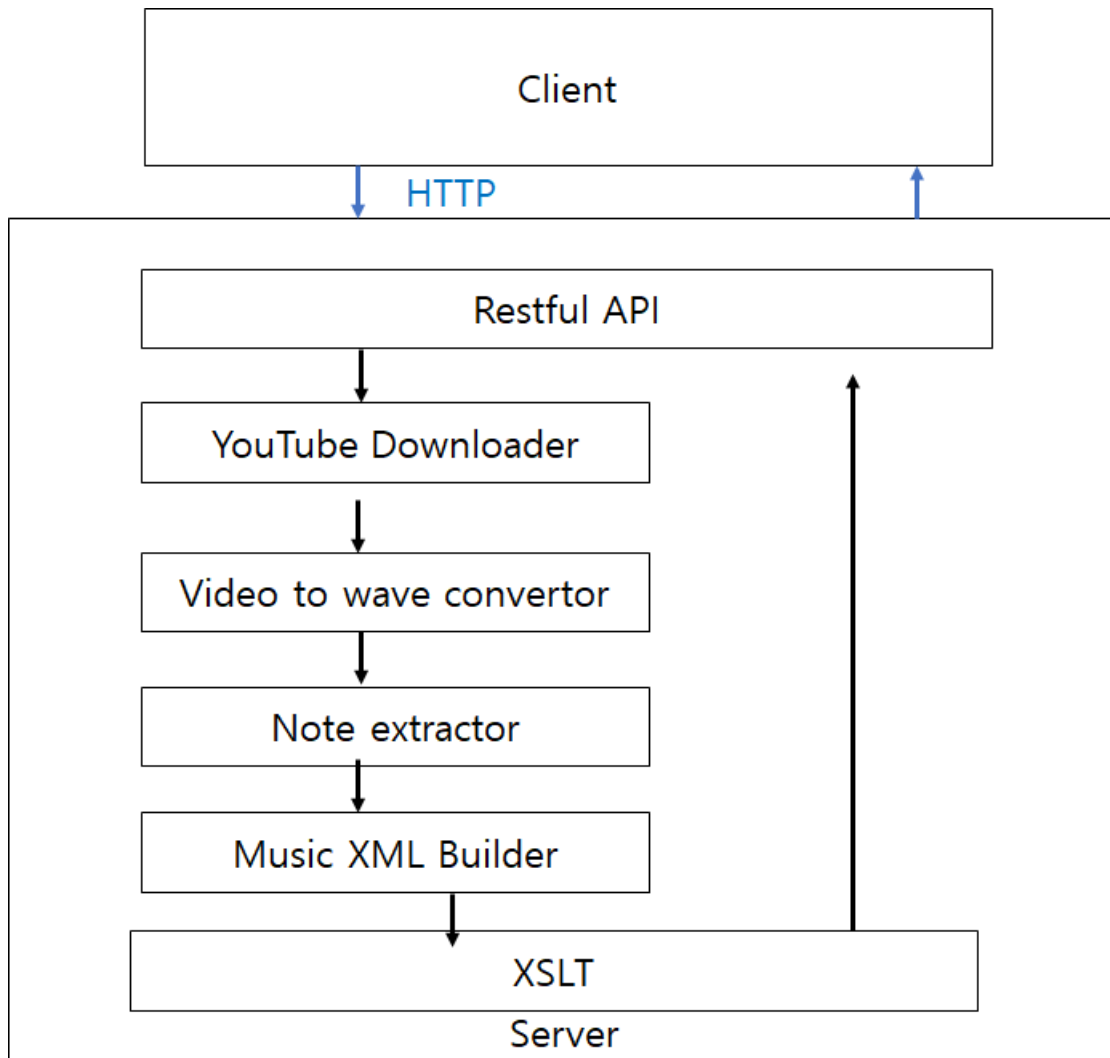 Client
HTTP
Restful API
YouTube Downloader
Video to wave convertor
Note extractor
Music XML Builder
XSLT
Server